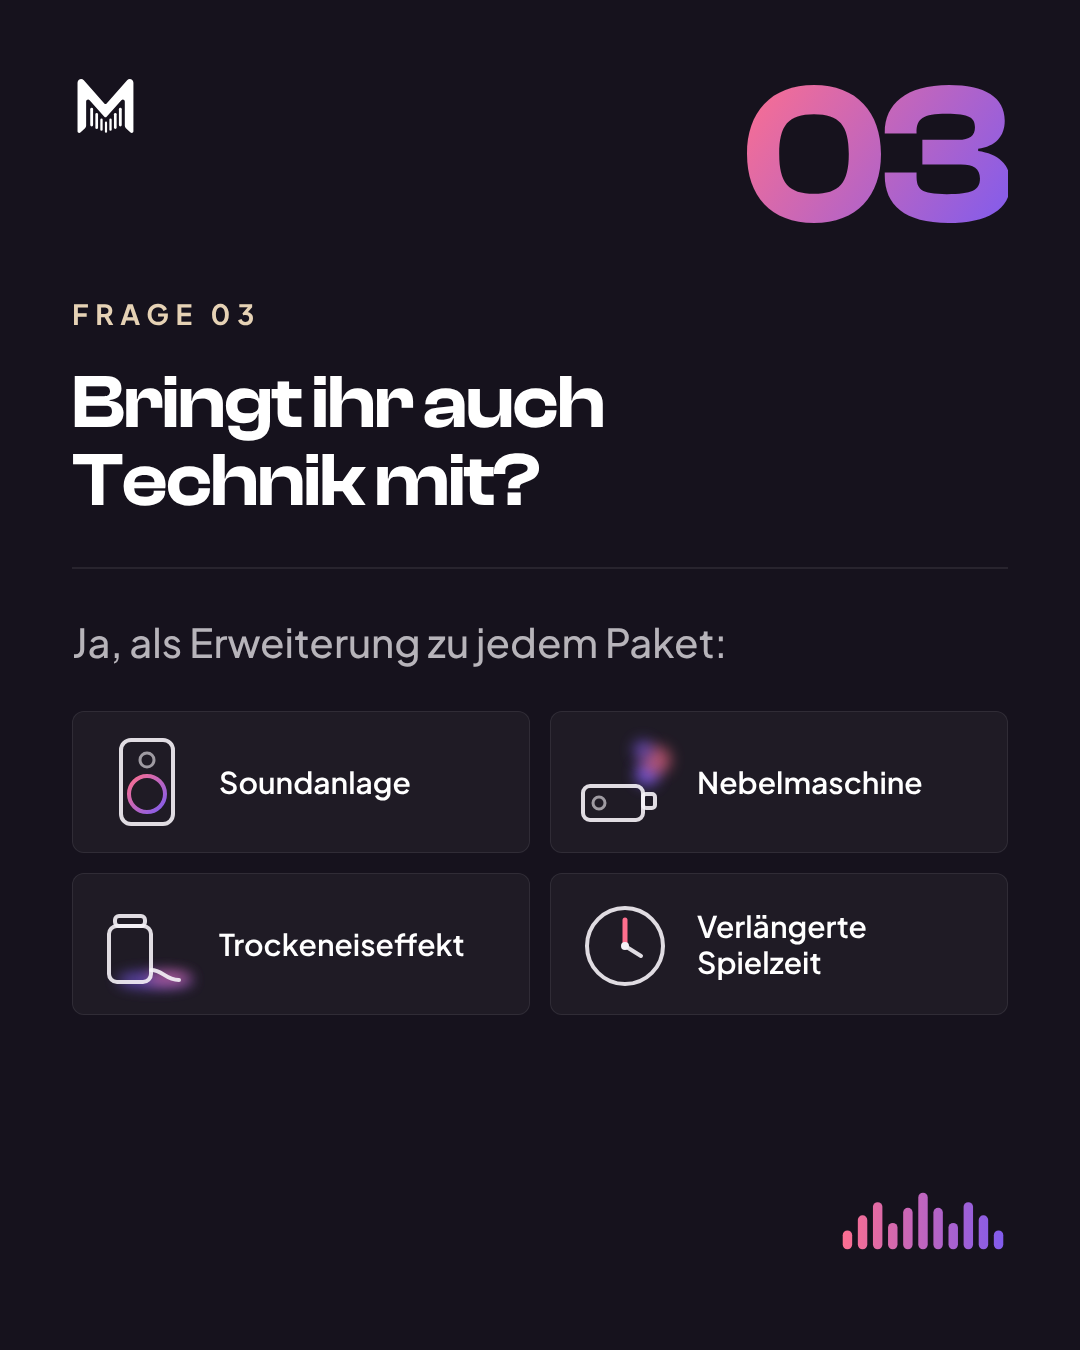 03
FRAGE 03
Bringt ihr auch
Technik mit?
Ja, als Erweiterung zu jedem Paket:
Soundanlage
Nebelmaschine
Trockeneiseffekt
Verlängerte
Spielzeit